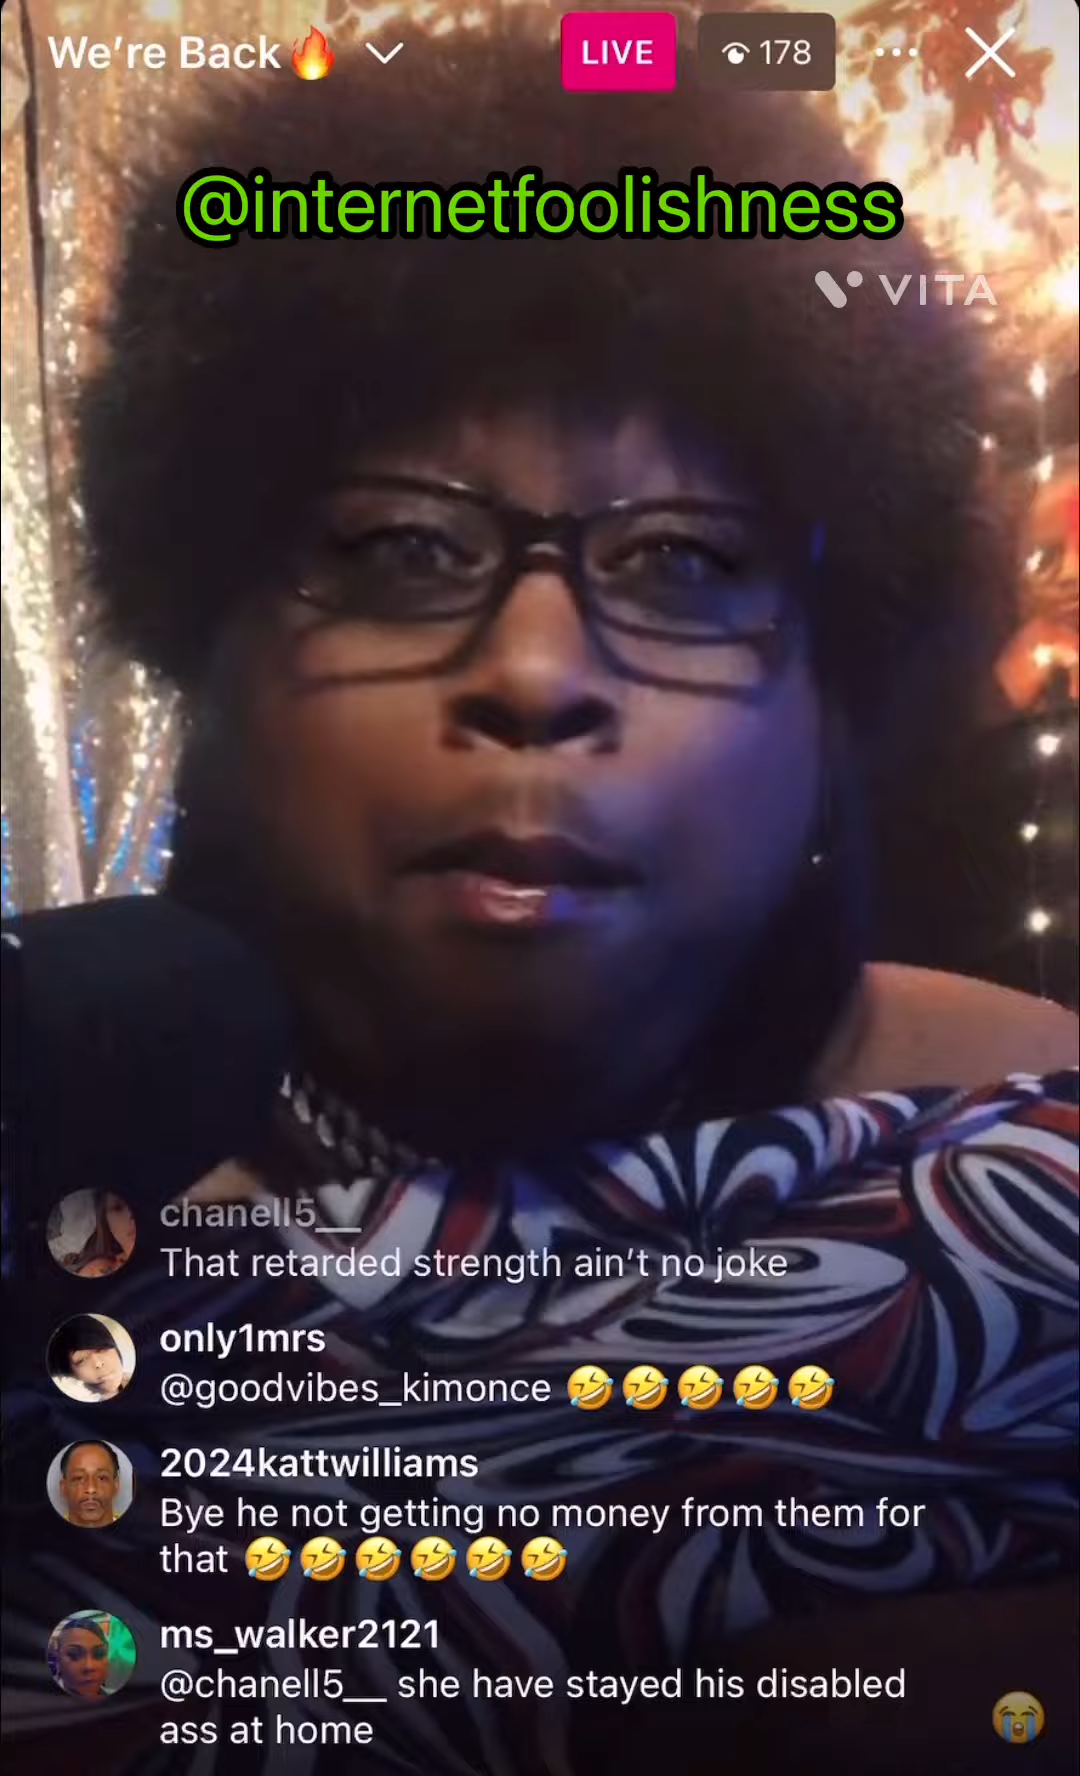 We're Back🔥
LIVE
178
@internetfoolishness
VITA
chanell5__
That retarded strength ain't no joke
only1mrs
@goodvibes_kimonce 🤣🤣🤣🤣🤣
2024kattwilliams
Bye he not getting no money from them for
that 🤣🤣🤣🤣🤣🤣
ms_walker2121
@chanell5__ she have stayed his disabled
ass at home